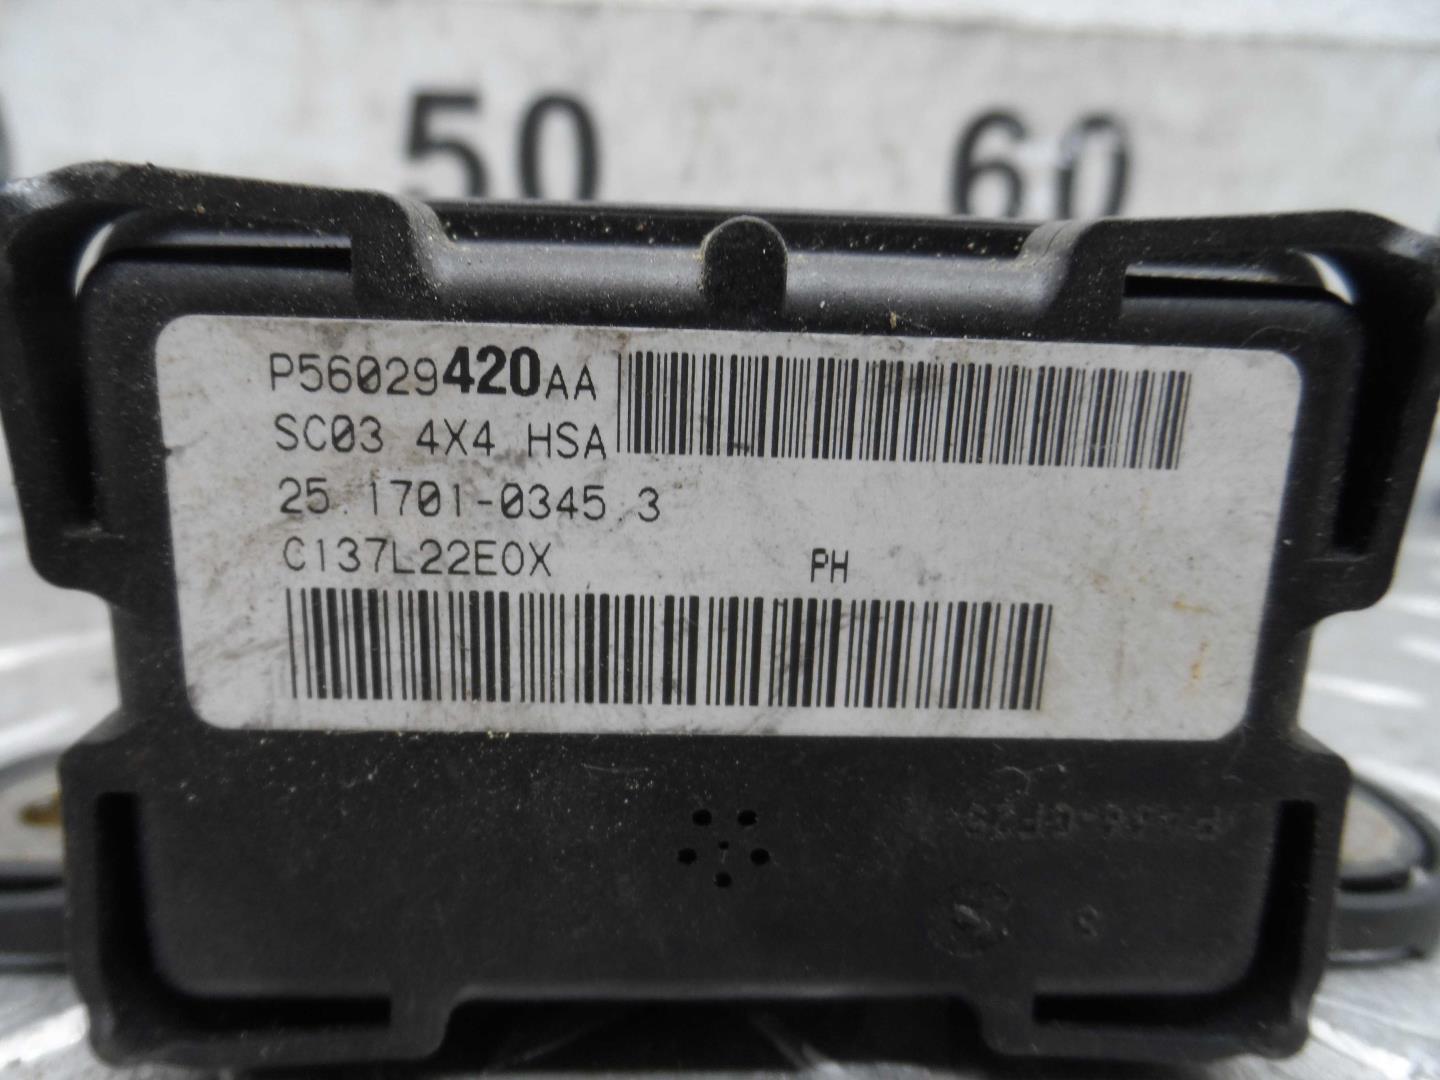 50 60
P56029420AA
SC03 4X4 HSA
25.1701-0345.3
C137L22E0X PH